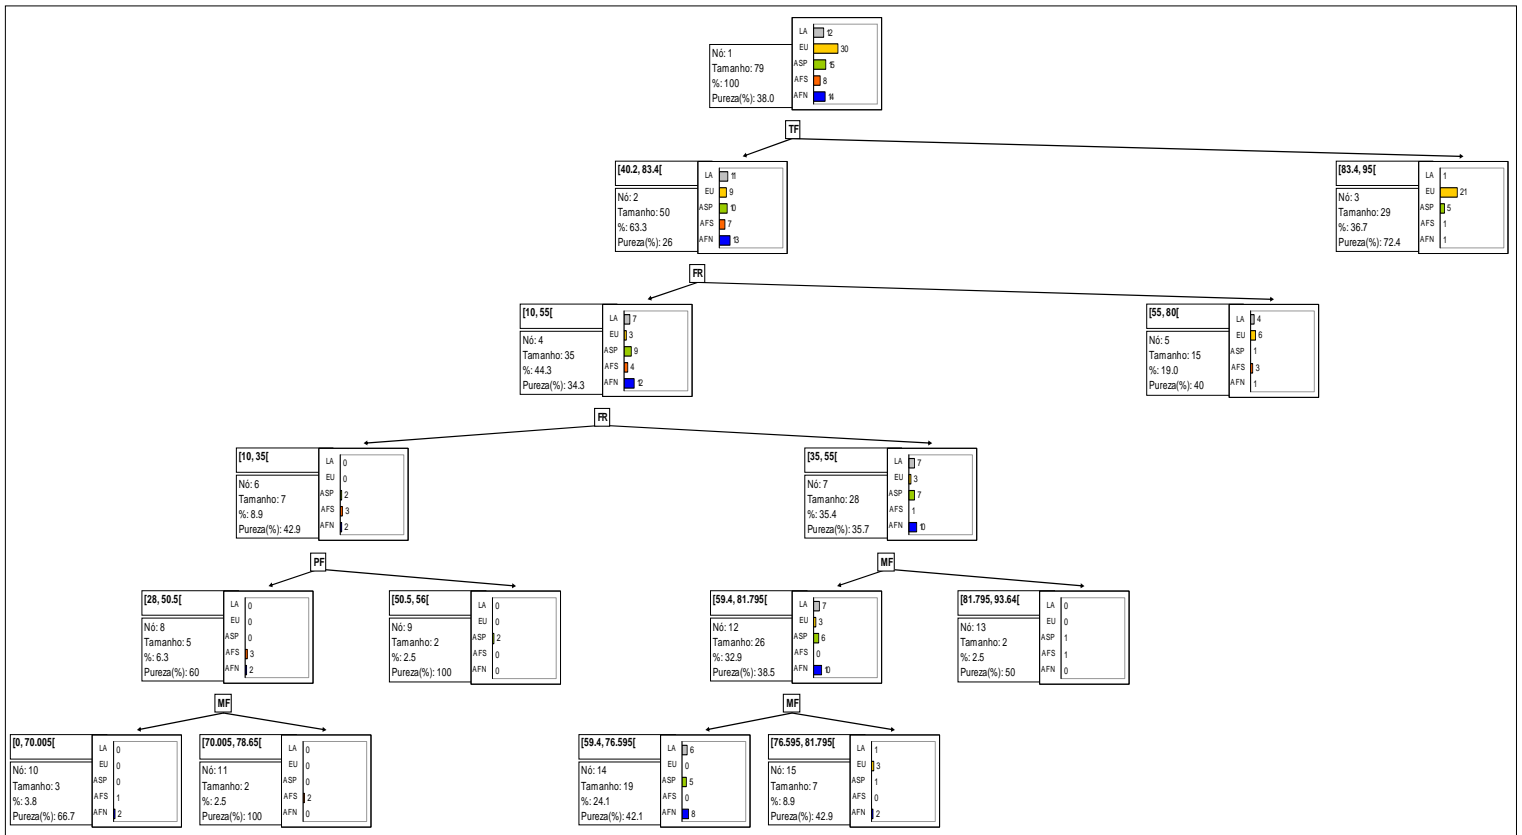 LA 12
EU 30
ASP 15
AFS 8
AFN 14
Nó: 1
Tamanho: 79
%: 100
Pureza(%): 38.0
TF
[40.2, 83.4[
LA 11
EU 9
ASP 10
AFS 7
AFN 13
Nó: 2
Tamanho: 50
%: 63.3
Pureza(%): 26
[83.4, 95[
LA 1
EU 21
ASP 5
AFS 1
AFN 1
Nó: 3
Tamanho: 29
%: 36.7
Pureza(%): 72.4
FR
[10, 55[
LA 7
EU 3
ASP 9
AFS 4
AFN 12
Nó: 4
Tamanho: 35
%: 44.3
Pureza(%): 34.3
[55, 80[
LA 4
EU 6
ASP 1
AFS 3
AFN 1
Nó: 5
Tamanho: 15
%: 19.0
Pureza(%): 40
FR
[10, 35[
LA 0
EU 0
ASP 2
AFS 3
AFN 2
Nó: 6
Tamanho: 7
%: 8.9
Pureza(%): 42.9
[35, 55[
LA 7
EU 3
ASP 7
AFS 1
AFN 10
Nó: 7
Tamanho: 28
%: 35.4
Pureza(%): 35.7
PF
MF
[28, 50.5[
LA 0
EU 0
ASP 0
AFS 3
AFN 2
Nó: 8
Tamanho: 5
%: 6.3
Pureza(%): 60
[50.5, 56[
LA 0
EU 0
ASP 2
AFS 0
AFN 0
Nó: 9
Tamanho: 2
%: 2.5
Pureza(%): 100
[59.4, 81.795[
LA 7
EU 3
ASP 6
AFS 0
AFN 10
Nó: 12
Tamanho: 26
%: 32.9
Pureza(%): 38.5
[81.795, 93.64[
LA 0
EU 0
ASP 1
AFS 1
AFN 0
Nó: 13
Tamanho: 2
%: 2.5
Pureza(%): 50
MF
MF
[0, 70.005[
LA 0
EU 0
ASP 0
AFS 1
AFN 2
Nó: 10
Tamanho: 3
%: 3.8
Pureza(%): 66.7
[70.005, 78.65[
LA 0
EU 0
ASP 0
AFS 2
AFN 0
Nó: 11
Tamanho: 2
%: 2.5
Pureza(%): 100
[59.4, 76.595[
LA 6
EU 0
ASP 5
AFS 0
AFN 8
Nó: 14
Tamanho: 19
%: 24.1
Pureza(%): 42.1
[76.595, 81.795[
LA 1
EU 3
ASP 1
AFS 0
AFN 2
Nó: 15
Tamanho: 7
%: 8.9
Pureza(%): 42.9